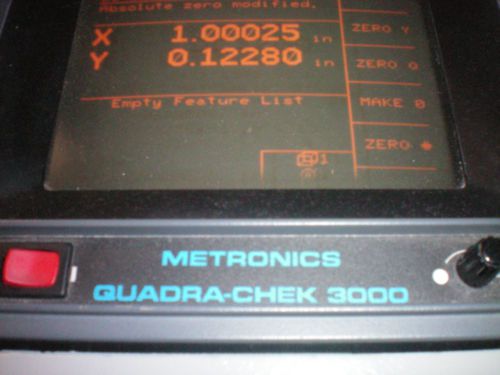 Absolute zero modified.
X 1.00025 in
Y 0.12280 in
Empty Feature List
ZERO Y
ZERO O
MAKE 0
ZERO *
1
METRONICS
QUADRA-CHEK 3000